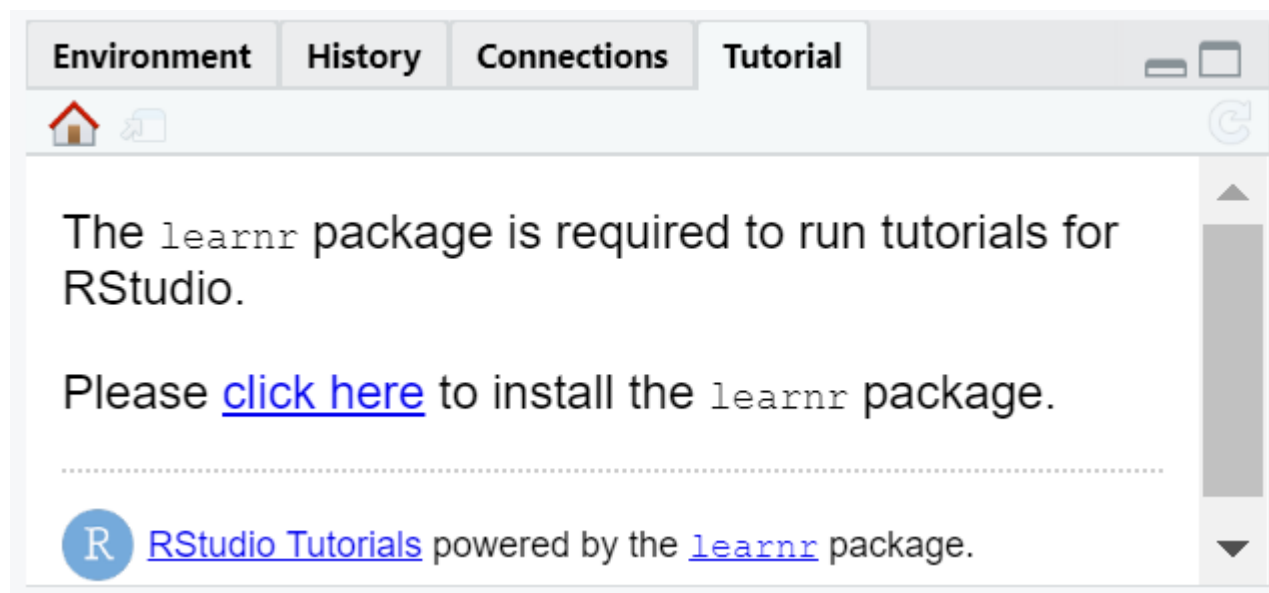 Environment History Connections Tutorial
The learnr package is required to run tutorials for
RStudio.
Please click here to install the learnr package.
R RStudio Tutorials powered by the learnr package.